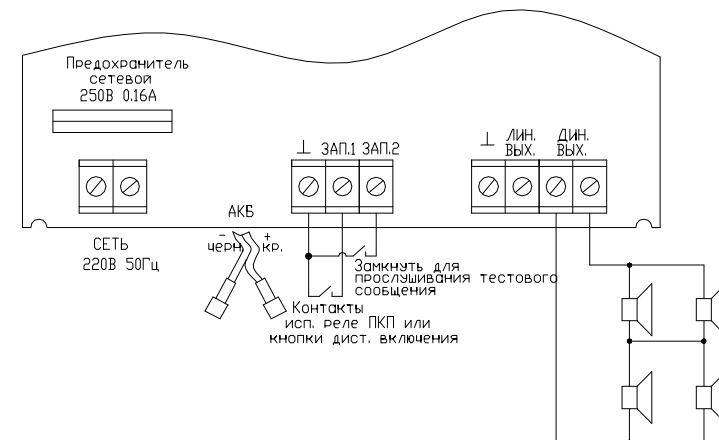 Предохранитель
сетевой
250В 0.16А
⊥ ЗАП.1 ЗАП.2
⊥ ЛИН. ВЫХ.
ДИН. ВЫХ.
АКБ
- +
черн. кр.
СЕТЬ
220В 50Гц
Замкнуть для
прослушивания тестового
сообщения
Контакты
исп. реле ПКП или
кнопки дист. включения